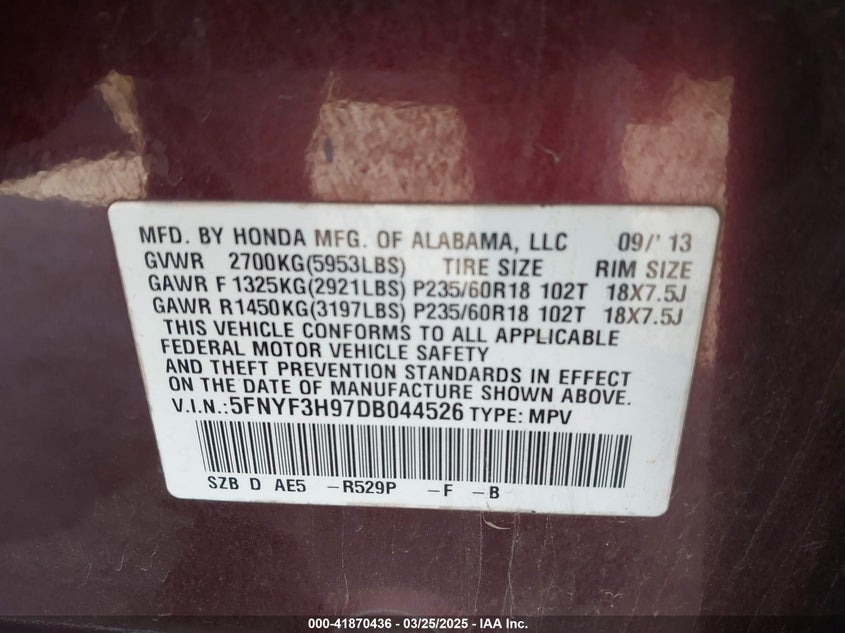 MFD. BY HONDA MFG. OF ALABAMA, LLC 09/ 13
GVWR 2700KG(5953LBS) TIRE SIZE RIM SIZE
GAWR F 1325KG(2921LBS) P235/60R18 102T 18X7.5J
GAWR R1450KG(3197LBS) P235/60R18 102T 18X7.5J
THIS VEHICLE CONFORMS TO ALL APPLICABLE
FEDERAL MOTOR VEHICLE SAFETY
AND THEFT PREVENTION STANDARDS IN EFFECT
ON THE DATE OF MANUFACTURE SHOWN ABOVE.
V.I.N.:5FNYF3H97DB044526 TYPE: MPV
SZB D AE5 -R529P -F -B
000-41870436 - 03/25/2025 - IAA Inc.